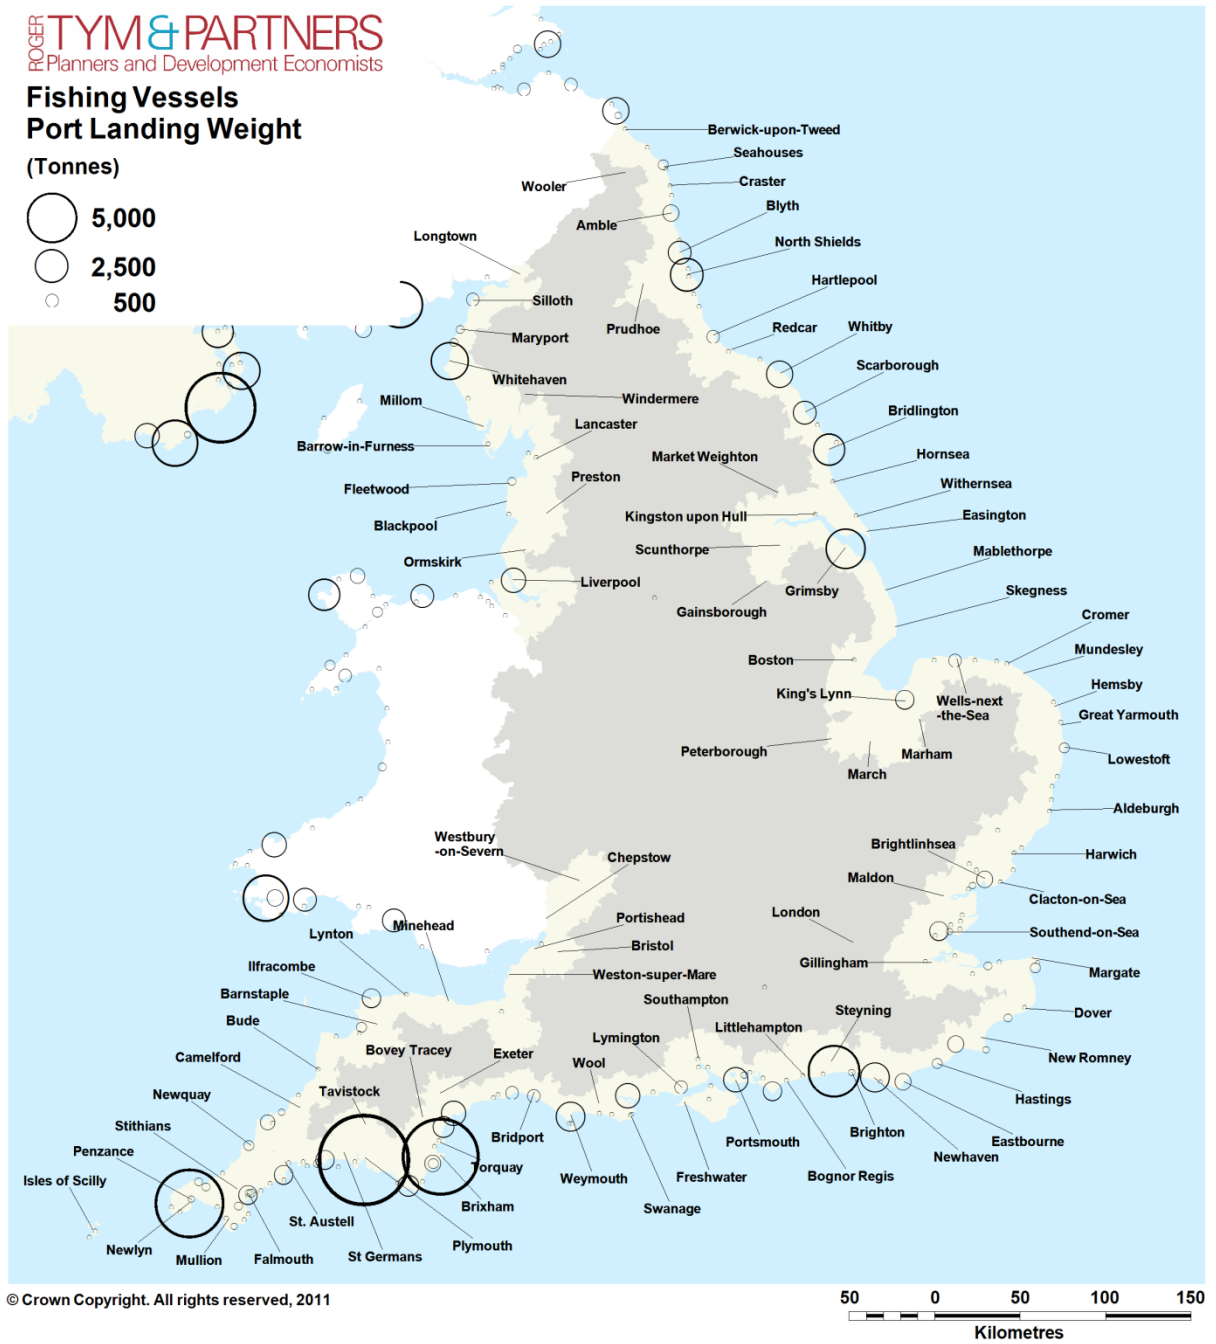 ROGER
TYM & PARTNERS
Planners and Development Economists
Fishing Vessels
Port Landing Weight
(Tonnes)
5,000
2,500
500
Berwick-upon-Tweed
Seahouses
Wooler
Craster
Blyth
Amble
Longtown
North Shields
Hartlepool
Silloth
Prudhoe
Redcar
Whitby
Maryport
Scarborough
Whitehaven
Windermere
Millom
Bridlington
Lancaster
Barrow-in-Furness
Market Weighton
Hornsea
Preston
Fleetwood
Withernsea
Kingston upon Hull
Easington
Blackpool
Scunthorpe
Mablethorpe
Ormskirk
Liverpool
Grimsby
Skegness
Gainsborough
Cromer
Mundesley
Boston
Hemsby
King's Lynn
Wells-next
-the-Sea
Great Yarmouth
Peterborough
Marham
Lowestoft
March
Aldeburgh
Westbury
-on-Severn
Brightlinhsea
Chepstow
Harwich
Maldon
Clacton-on-Sea
London
Portishead
Minehead
Lynton
Southend-on-Sea
Bristol
Gillingham
Ilfracombe
Weston-super-Mare
Margate
Barnstaple
Southampton
Steyning
Dover
Bude
Littlehampton
Lymington
Bovey Tracey
Exeter
Camelford
Wool
New Romney
Tavistock
Newquay
Hastings
Stithians
Bridport
Brighton
Portsmouth
Eastbourne
Penzance
Newhaven
Torquay
Bognor Regis
Isles of Scilly
Weymouth
Freshwater
Brixham
Swanage
St. Austell
Plymouth
Newlyn
Mullion
Falmouth
St Germans
© Crown Copyright. All rights reserved, 2011
50 0 50 100 150
Kilometres